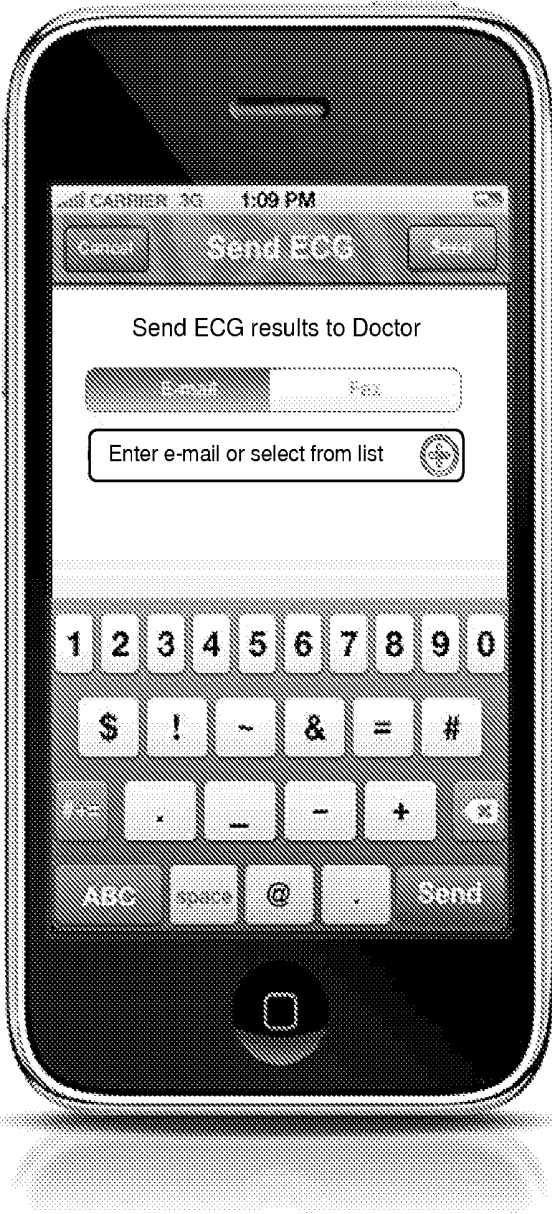 CARRIER 3G 1:09 PM
Cancel Send ECG Send
Send ECG results to Doctor
E-mail Fax
Enter e-mail or select from list
1 2 3 4 5 6 7 8 9 0
$ ! ~ & = #
#+= . _ - +
ABC space @ . Send